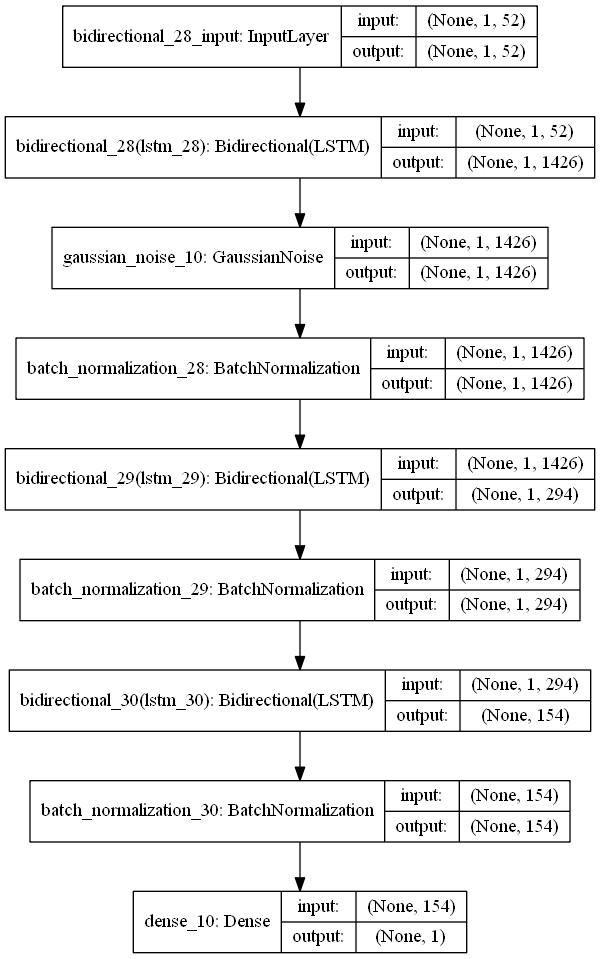 bidirectional_28_input: InputLayer
input: (None, 1, 52)
output: (None, 1, 52)
bidirectional_28(lstm_28): Bidirectional(LSTM)
input: (None, 1, 52)
output: (None, 1, 1426)
gaussian_noise_10: GaussianNoise
input: (None, 1, 1426)
output: (None, 1, 1426)
batch_normalization_28: BatchNormalization
input: (None, 1, 1426)
output: (None, 1, 1426)
bidirectional_29(lstm_29): Bidirectional(LSTM)
input: (None, 1, 1426)
output: (None, 1, 294)
batch_normalization_29: BatchNormalization
input: (None, 1, 294)
output: (None, 1, 294)
bidirectional_30(lstm_30): Bidirectional(LSTM)
input: (None, 1, 294)
output: (None, 154)
batch_normalization_30: BatchNormalization
input: (None, 154)
output: (None, 154)
dense_10: Dense
input: (None, 154)
output: (None, 1)